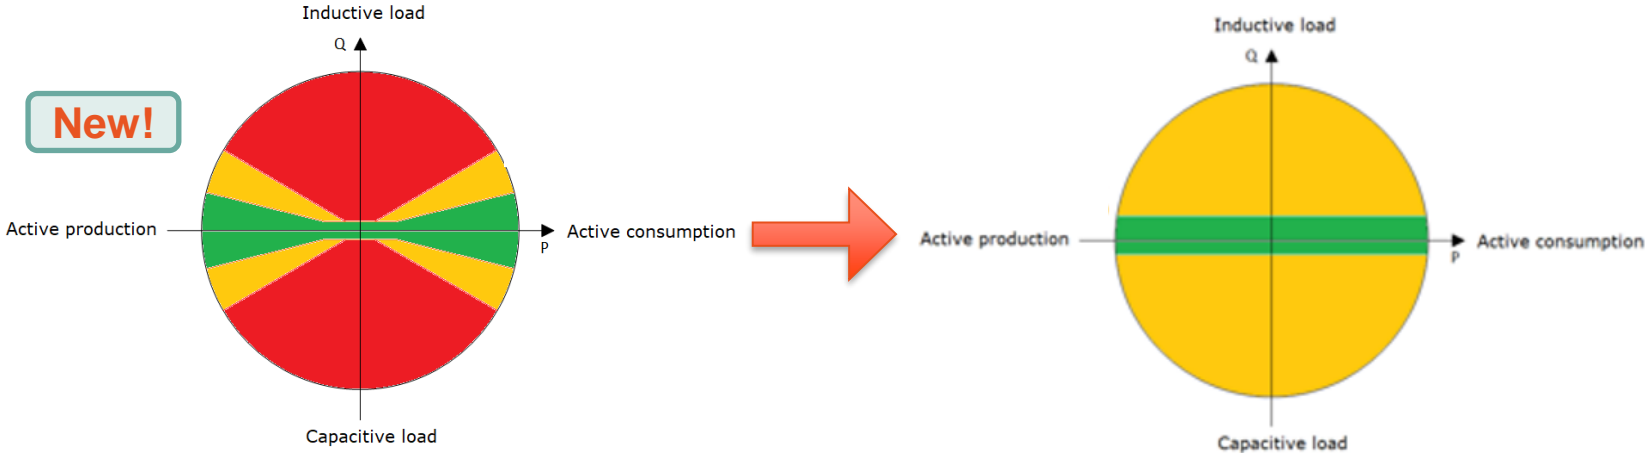 Inductive load
Q
New!
Active production
Active consumption
P
Capacitive load
Inductive load
Q
Active production
Active consumption
P
Capacitive load